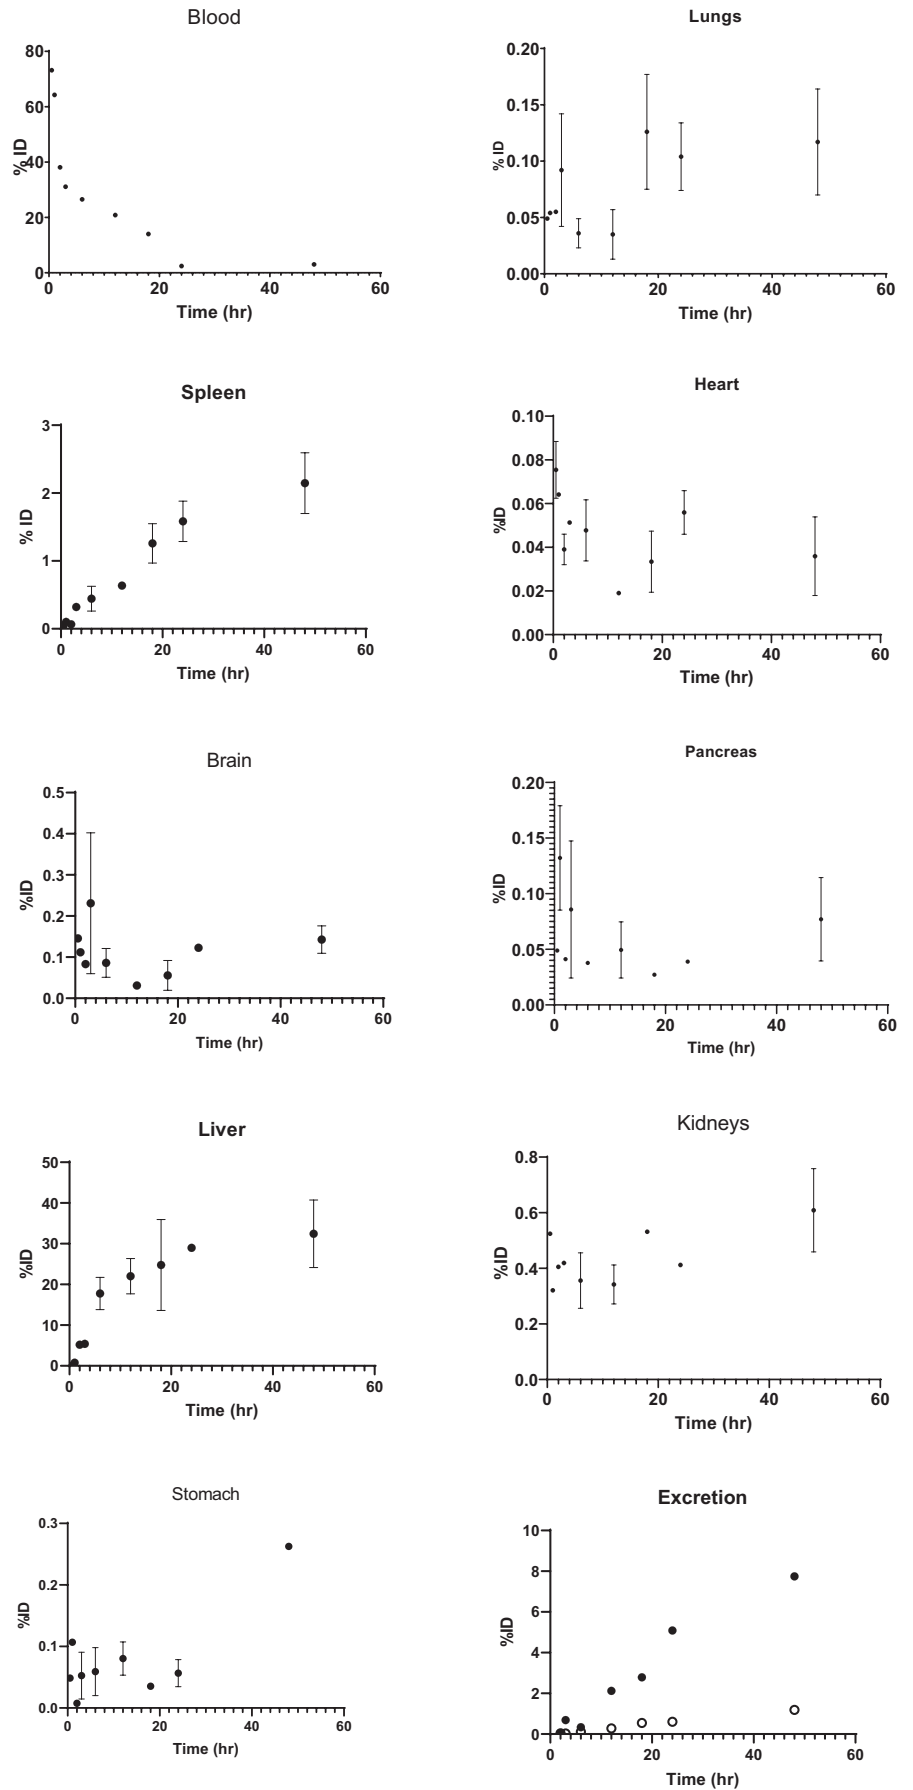 Blood
80
60
40
20
0
% ID
0 20 40 60
Time (hr)
Lungs
0.20
0.15
0.10
0.05
0.00
% ID
0 20 40 60
Time (hr)
Spleen
3
2
1
0
% ID
0 20 40 60
Time (hr)
Heart
0.10
0.08
0.06
0.04
0.02
0.00
%ID
0 20 40 60
Time (hr)
Brain
0.5
0.4
0.3
0.2
0.1
0.0
%ID
0 20 40 60
Time (hr)
Pancreas
0.20
0.15
0.10
0.05
0.00
%ID
0 20 40 60
Time (hr)
Liver
50
40
30
20
10
0
%ID
0 20 40 60
Time (hr)
Kidneys
0.8
0.6
0.4
0.2
0.0
%ID
0 20 40 60
Time (hr)
Stomach
0.3
0.2
0.1
0.0
%ID
0 20 40 60
Time (hr)
Excretion
10
8
6
4
2
0
%ID
0 20 40 60
Time (hr)